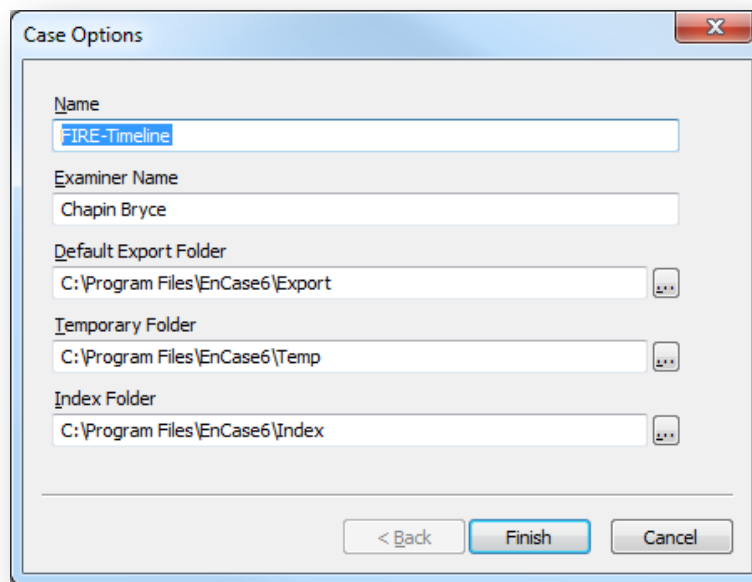 Case Options
Name
FIRE-Timeline
Examiner Name
Chapin Bryce
Default Export Folder
C:\Program Files\EnCase6\Export
...
Temporary Folder
C:\Program Files\EnCase6\Temp
...
Index Folder
C:\Program Files\EnCase6\Index
...
< Back Finish Cancel